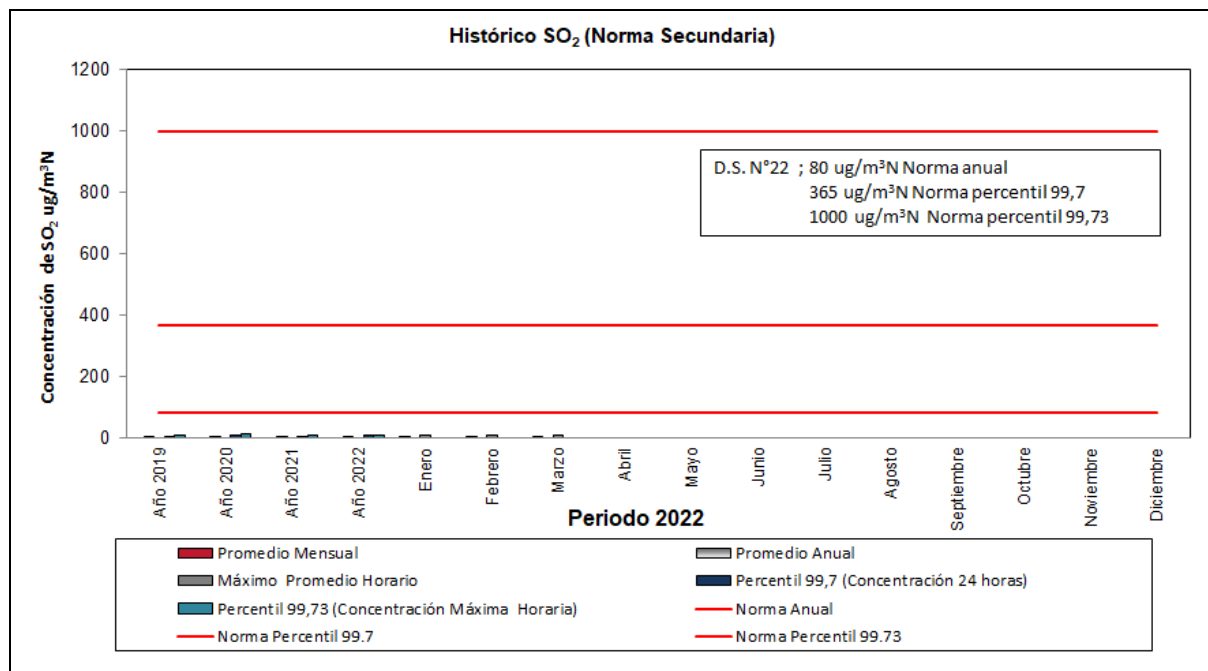 Histórico SO₂ (Norma Secundaria)
Concentración de SO₂ ug/m³N
1200
1000
800
600
400
200
0
D.S. N°22 ; 80 ug/m³N Norma anual
365 ug/m³N Norma percentil 99,7
1000 ug/m³N Norma percentil 99,73
Año 2019
Año 2020
Año 2021
Año 2022
Enero
Febrero
Marzo
Abril
Mayo
Junio
Julio
Agosto
Septiembre
Octubre
Noviembre
Diciembre
Periodo 2022
Promedio Mensual
Promedio Anual
Máximo Promedio Horario
Percentil 99,7 (Concentración 24 horas)
Percentil 99,73 (Concentración Máxima Horaria)
Norma Anual
Norma Percentil 99.7
Norma Percentil 99.73